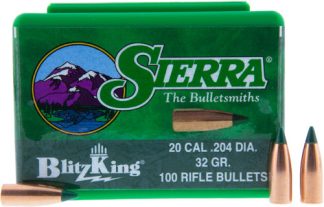 SIERRA®
The Bulletsmiths
BlitzKing®
20 CAL .204 DIA.
32 GR.
100 RIFLE BULLETS